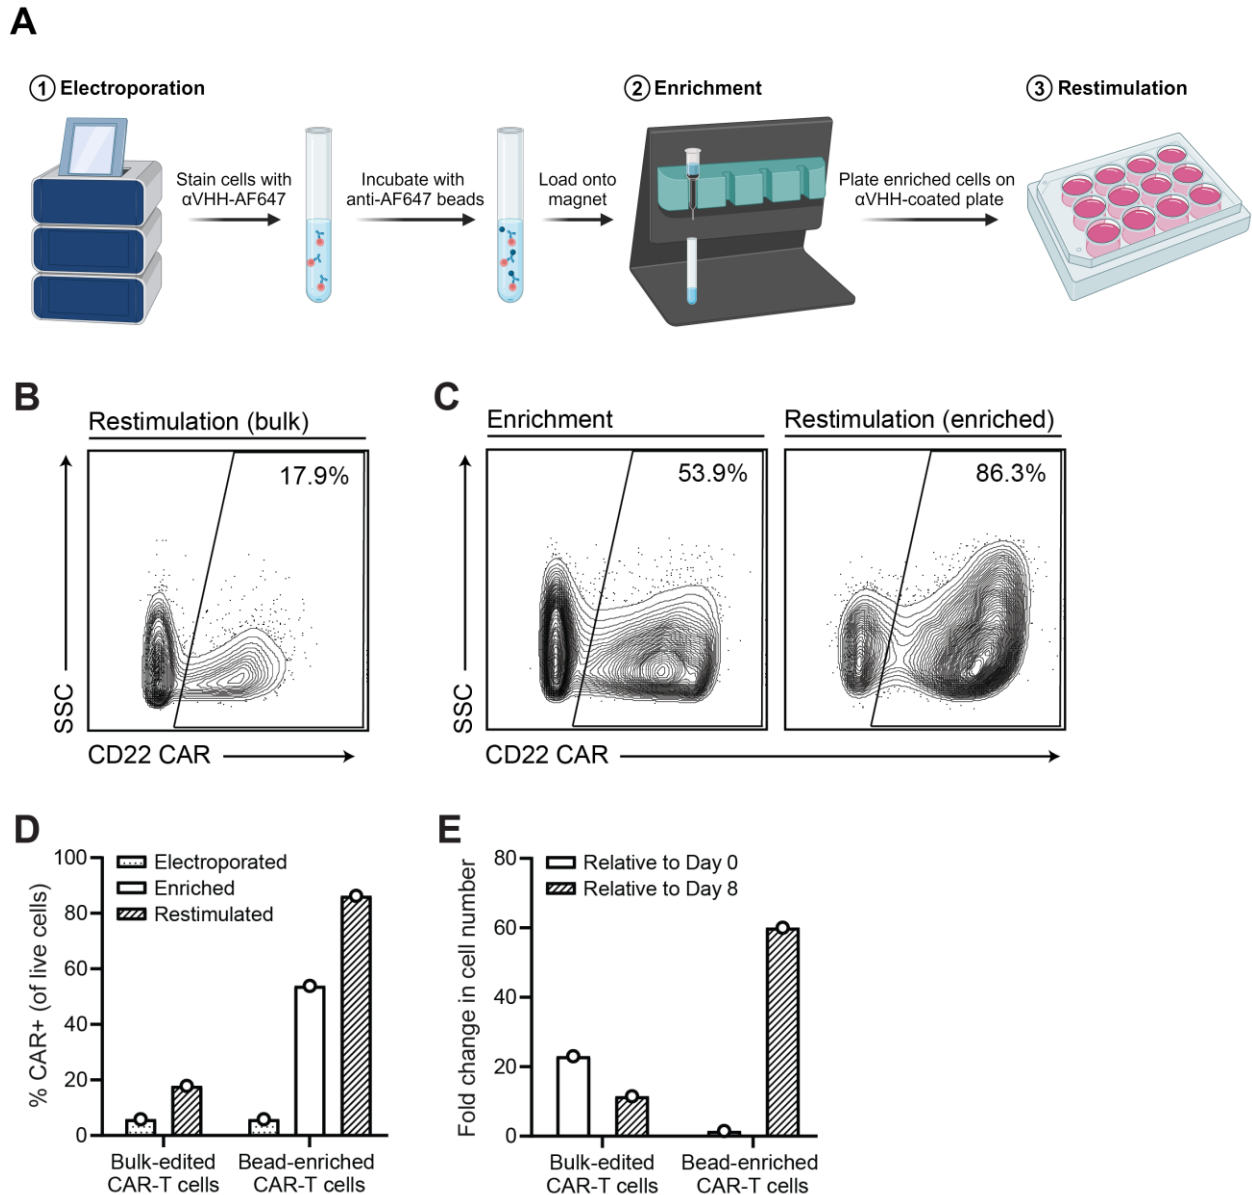 A
1 Electroporation
2 Enrichment
3 Restimulation
Stain cells with
αVHH-AF647
Incubate with
anti-AF647 beads
Load onto
magnet
Plate enriched cells on
αVHH-coated plate
B
Restimulation (bulk)
17.9%
SSC
CD22 CAR
C
Enrichment
53.9%
Restimulation (enriched)
86.3%
SSC
CD22 CAR
D
% CAR+ (of live cells)
100
80
60
40
20
0
Electroporated
Enriched
Restimulated
Bulk-edited
CAR-T cells
Bead-enriched
CAR-T cells
E
Fold change in cell number
80
60
40
20
0
Relative to Day 0
Relative to Day 8
Bulk-edited
CAR-T cells
Bead-enriched
CAR-T cells